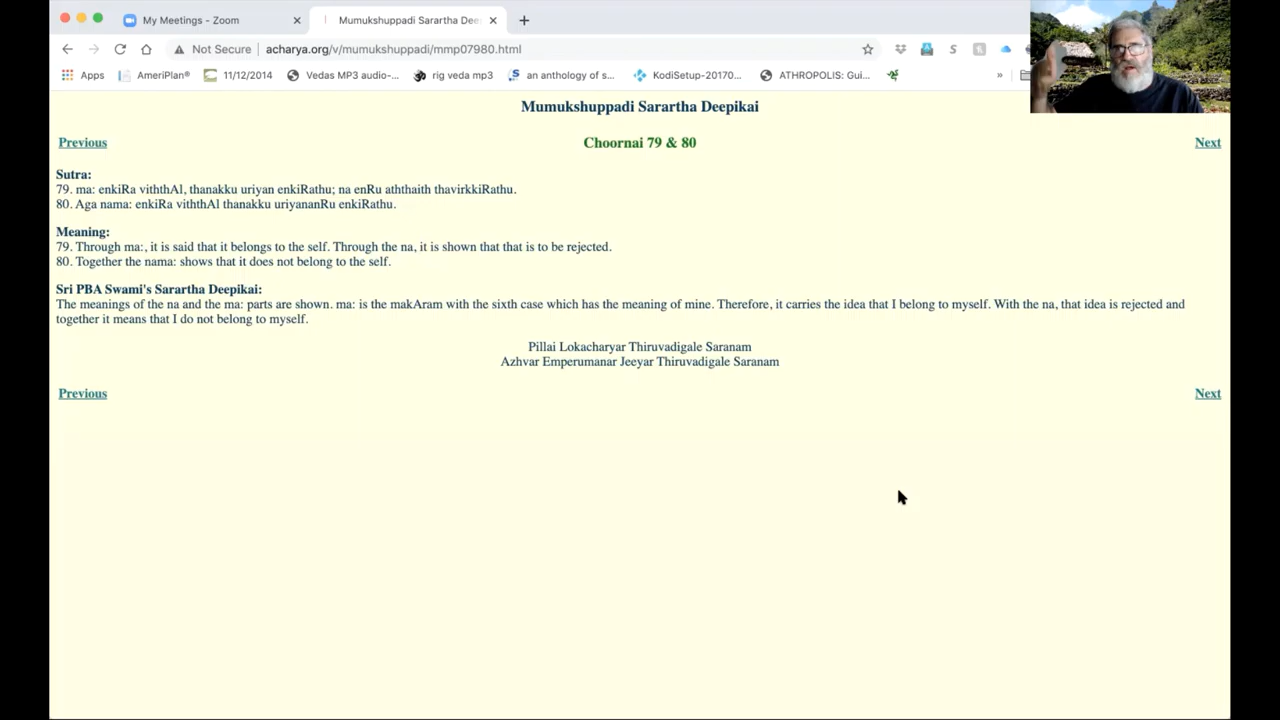 My Meetings - Zoom
Mumukshuppadi Sarartha Dee
Not Secure
acharya.org/v/mumukshuppadi/mmp07980.html
Apps
AmeriPlan®
11/12/2014
Vedas MP3 audio-...
rig veda mp3
an anthology of s...
KodiSetup-20170...
ATHROPOLIS: Gui...
»
Mumukshuppadi Sarartha Deepikai
Previous
Choornai 79 & 80
Next
Sutra:
79. ma: enkiRa viththAl, thanakku uriyan enkiRathu; na enRu aththaith thavirkkiRathu.
80. Aga nama: enkiRa viththAl thanakku uriyananRu enkiRathu.
Meaning:
79. Through ma:, it is said that it belongs to the self. Through the na, it is shown that that is to be rejected.
80. Together the nama: shows that it does not belong to the self.
Sri PBA Swami's Sarartha Deepikai:
The meanings of the na and the ma: parts are shown. ma: is the makAram with the sixth case which has the meaning of mine. Therefore, it carries the idea that I belong to myself. With the na, that idea is rejected and
together it means that I do not belong to myself.
Pillai Lokacharyar Thiruvadigale Saranam
Azhvar Emperumanar Jeeyar Thiruvadigale Saranam
Previous
Next